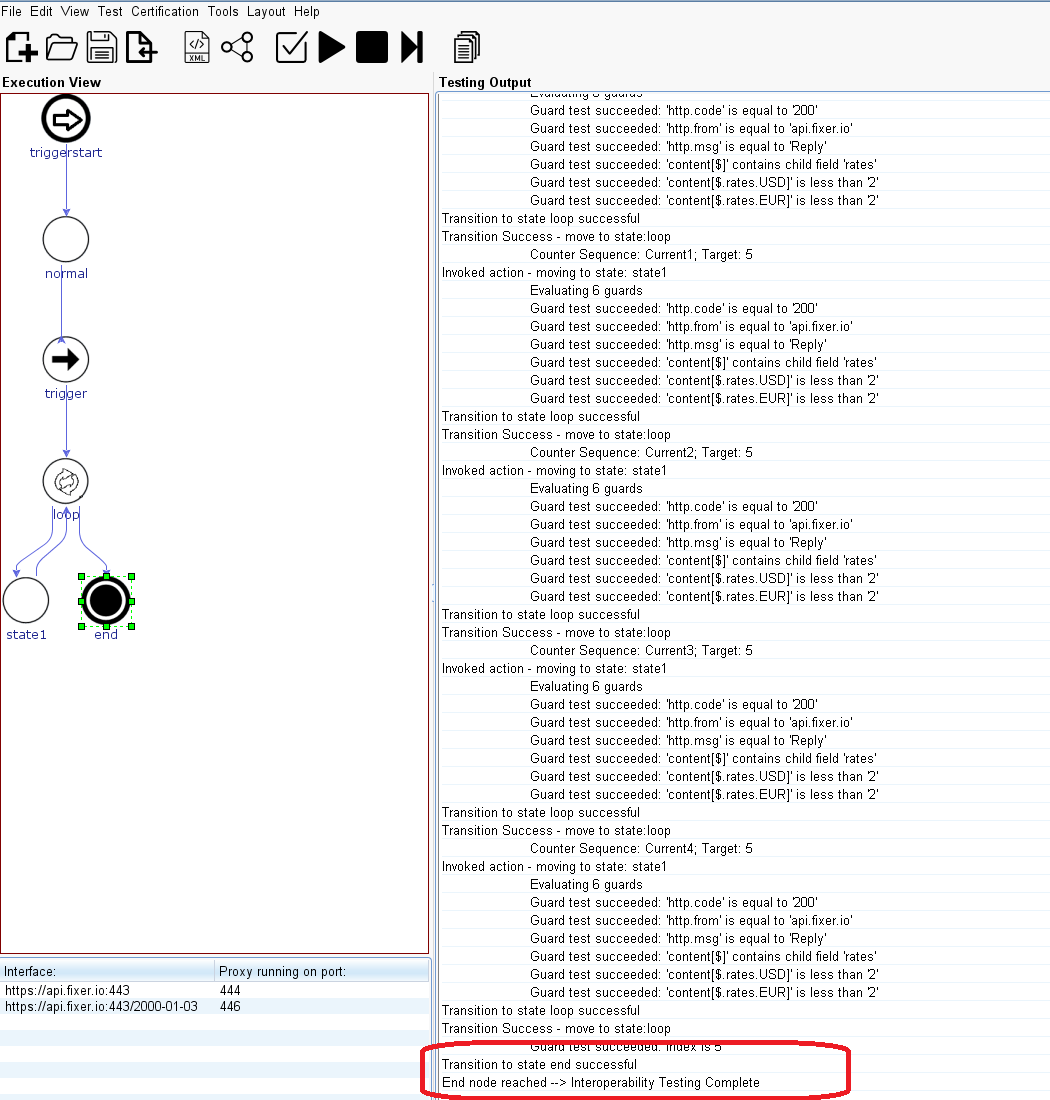 File Edit View Test Certification Tools Layout Help
XML
Execution View
triggerstart
normal
trigger
loop
state1
end
Interface: Proxy running on port:
https://api.fixer.io:443 444
https://api.fixer.io:443/2000-01-03 446
Testing Output
Evaluating 6 guards
Guard test succeeded: 'http.code' is equal to '200'
Guard test succeeded: 'http.from' is equal to 'api.fixer.io'
Guard test succeeded: 'http.msg' is equal to 'Reply'
Guard test succeeded: 'content[$]' contains child field 'rates'
Guard test succeeded: 'content[$.rates.USD]' is less than '2'
Guard test succeeded: 'content[$.rates.EUR]' is less than '2'
Transition to state loop successful
Transition Success - move to state:loop
Counter Sequence: Current1; Target: 5
Invoked action - moving to state: state1
Evaluating 6 guards
Guard test succeeded: 'http.code' is equal to '200'
Guard test succeeded: 'http.from' is equal to 'api.fixer.io'
Guard test succeeded: 'http.msg' is equal to 'Reply'
Guard test succeeded: 'content[$]' contains child field 'rates'
Guard test succeeded: 'content[$.rates.USD]' is less than '2'
Guard test succeeded: 'content[$.rates.EUR]' is less than '2'
Transition to state loop successful
Transition Success - move to state:loop
Counter Sequence: Current2; Target: 5
Invoked action - moving to state: state1
Evaluating 6 guards
Guard test succeeded: 'http.code' is equal to '200'
Guard test succeeded: 'http.from' is equal to 'api.fixer.io'
Guard test succeeded: 'http.msg' is equal to 'Reply'
Guard test succeeded: 'content[$]' contains child field 'rates'
Guard test succeeded: 'content[$.rates.USD]' is less than '2'
Guard test succeeded: 'content[$.rates.EUR]' is less than '2'
Transition to state loop successful
Transition Success - move to state:loop
Counter Sequence: Current3; Target: 5
Invoked action - moving to state: state1
Evaluating 6 guards
Guard test succeeded: 'http.code' is equal to '200'
Guard test succeeded: 'http.from' is equal to 'api.fixer.io'
Guard test succeeded: 'http.msg' is equal to 'Reply'
Guard test succeeded: 'content[$]' contains child field 'rates'
Guard test succeeded: 'content[$.rates.USD]' is less than '2'
Guard test succeeded: 'content[$.rates.EUR]' is less than '2'
Transition to state loop successful
Transition Success - move to state:loop
Counter Sequence: Current4; Target: 5
Invoked action - moving to state: state1
Evaluating 6 guards
Guard test succeeded: 'http.code' is equal to '200'
Guard test succeeded: 'http.from' is equal to 'api.fixer.io'
Guard test succeeded: 'http.msg' is equal to 'Reply'
Guard test succeeded: 'content[$]' contains child field 'rates'
Guard test succeeded: 'content[$.rates.USD]' is less than '2'
Guard test succeeded: 'content[$.rates.EUR]' is less than '2'
Transition to state loop successful
Transition Success - move to state:loop
Guard test succeeded: Index is 5
Transition to state end successful
End node reached --> Interoperability Testing Complete